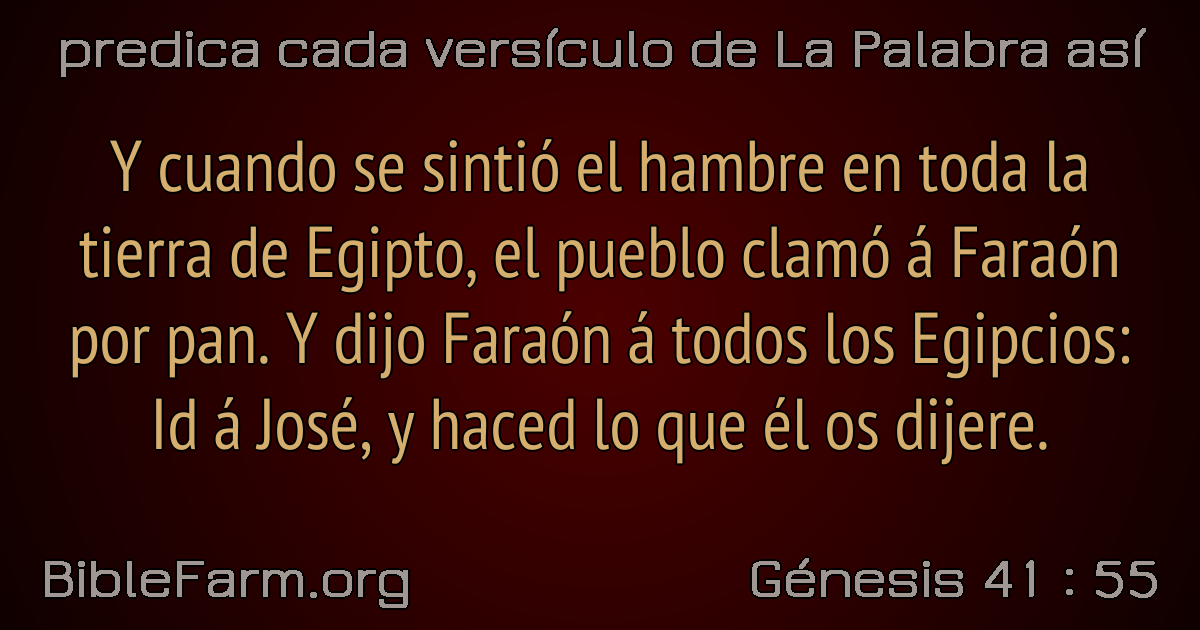 predica cada versículo de La Palabra así
Y cuando se sintió el hambre en toda la
tierra de Egipto, el pueblo clamó á Faraón
por pan. Y dijo Faraón á todos los Egipcios:
Id á José, y haced lo que él os dijere.
BibleFarm.org
Génesis 41 : 55